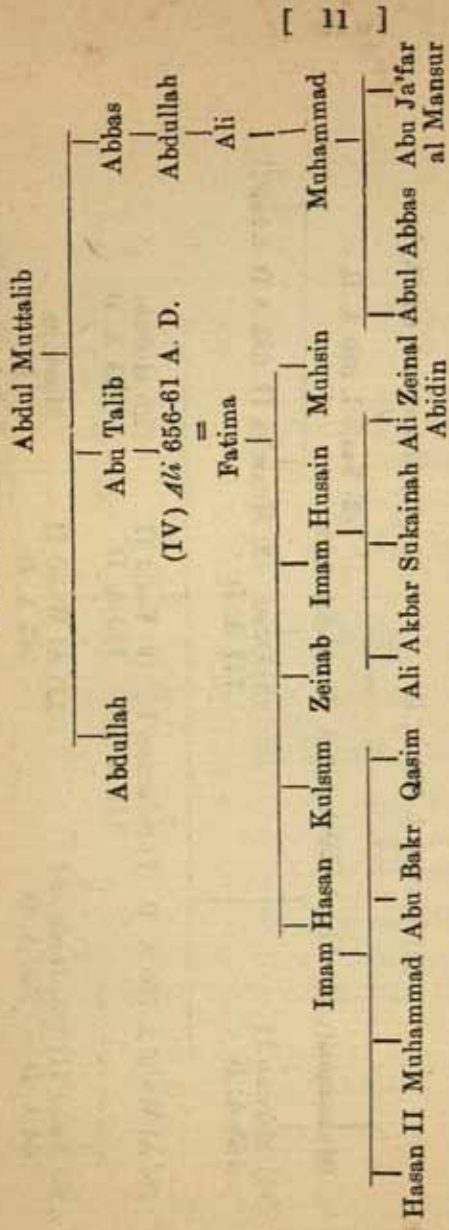 [ 11 ]
Abdul Muttalib
Abdullah Abu Talib Abbas
(IV) Ali 656-61 A. D. Abdullah
=
Fatima Ali
Imam Hasan Kulsum Zeinab Imam Husain Muhsin Muhammad
Hasan II Muhammad Abu Bakr Qasim Ali Akbar Sukainah Ali Zeinal Abul Abbas Abu Ja'far
Abidin al Mansur